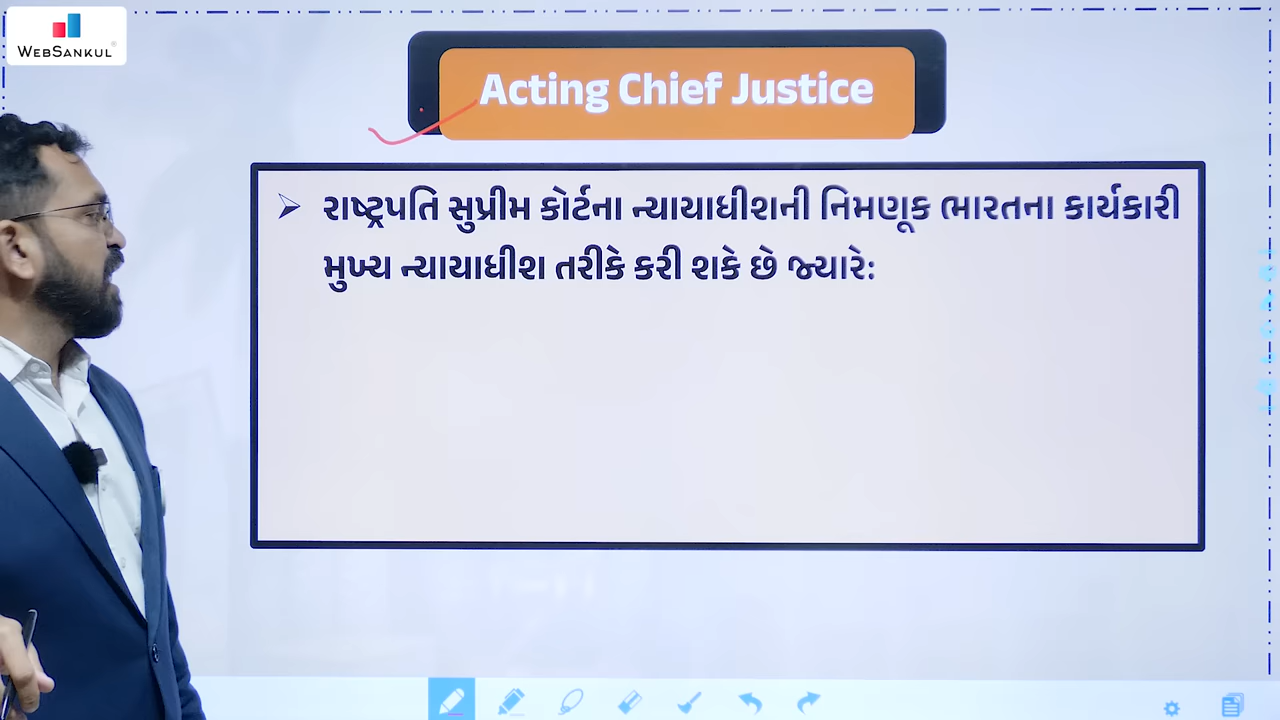 WEBSANKUL
Acting Chief Justice
રાષ્ટ્રપતિ સુપ્રીમ કોર્ટના ન્યાયાધીશની નિમણૂક ભારતના કાર્યકારી
મુખ્ય ન્યાયાધીશ તરીકે કરી શકે છે જ્યારે: